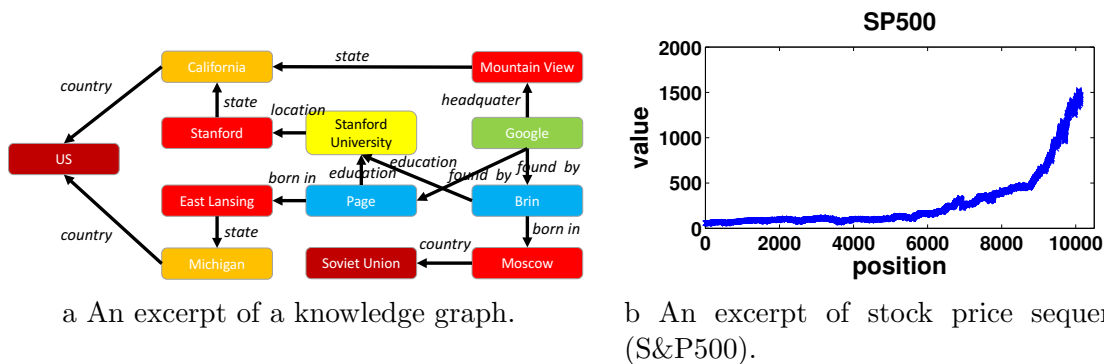 California
state
Mountain View
country
state
location
headquater
Stanford
Stanford
University
Google
US
education
found by
found by
born in
education
East Lansing
Page
Brin
country
state
born in
country
Michigan
Soviet Union
Moscow
a An excerpt of a knowledge graph.
SP500
2000
1500
1000
500
0
value
0 2000 4000 6000 8000 10000
position
b An excerpt of stock price sequen
(S&P500).